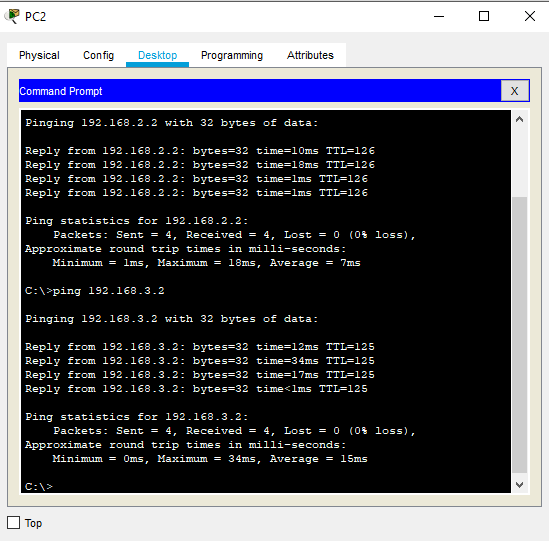 PC2
Physical Config Desktop Programming Attributes
Command Prompt
X
Pinging 192.168.2.2 with 32 bytes of data:
Reply from 192.168.2.2: bytes=32 time=10ms TTL=126
Reply from 192.168.2.2: bytes=32 time=18ms TTL=126
Reply from 192.168.2.2: bytes=32 time=1ms TTL=126
Reply from 192.168.2.2: bytes=32 time=1ms TTL=126
Ping statistics for 192.168.2.2:
Packets: Sent = 4, Received = 4, Lost = 0 (0% loss),
Approximate round trip times in milli-seconds:
Minimum = 1ms, Maximum = 18ms, Average = 7ms
C:\>ping 192.168.3.2
Pinging 192.168.3.2 with 32 bytes of data:
Reply from 192.168.3.2: bytes=32 time=12ms TTL=125
Reply from 192.168.3.2: bytes=32 time=34ms TTL=125
Reply from 192.168.3.2: bytes=32 time=17ms TTL=125
Reply from 192.168.3.2: bytes=32 time<1ms TTL=125
Ping statistics for 192.168.3.2:
Packets: Sent = 4, Received = 4, Lost = 0 (0% loss),
Approximate round trip times in milli-seconds:
Minimum = 0ms, Maximum = 34ms, Average = 15ms
C:\>
Top